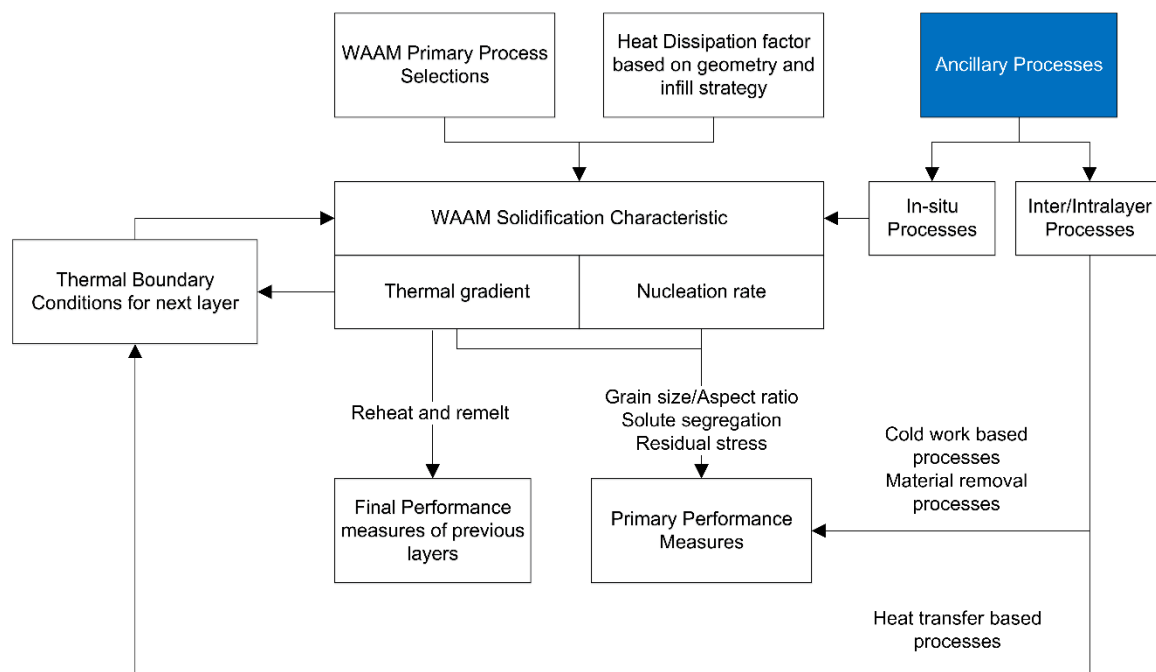 WAAM Primary Process
Selections
Heat Dissipation factor
based on geometry and
infill strategy
Ancillary Processes
WAAM Solidification Characteristic
In-situ
Processes
Inter/Intralayer
Processes
Thermal Boundary
Conditions for next layer
Thermal gradient
Nucleation rate
Reheat and remelt
Grain size/Aspect ratio
Solute segregation
Residual stress
Cold work based
processes
Material removal
processes
Final Performance
measures of previous
layers
Primary Performance
Measures
Heat transfer based
processes